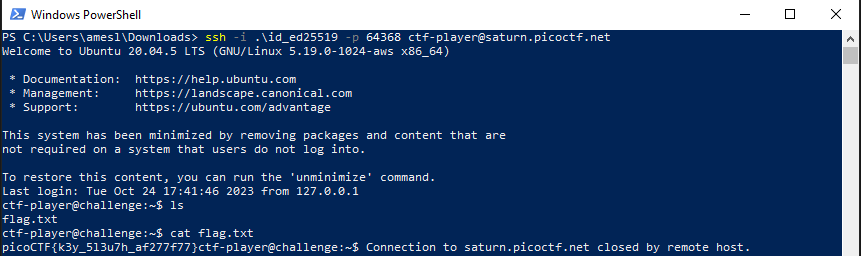 Windows PowerShell
PS C:\Users\ames1\Downloads> ssh -i .\id_ed25519 -p 64368 ctf-player@saturn.picoctf.net
Welcome to Ubuntu 20.04.5 LTS (GNU/Linux 5.19.0-1024-aws x86_64)
* Documentation:  https://help.ubuntu.com
* Management:     https://landscape.canonical.com
* Support:        https://ubuntu.com/advantage
This system has been minimized by removing packages and content that are
not required on a system that users do not log into.
To restore this content, you can run the 'unminimize' command.
Last login: Tue Oct 24 17:41:46 2023 from 127.0.0.1
ctf-player@challenge:~$ ls
flag.txt
ctf-player@challenge:~$ cat flag.txt
picoCTF{k3y_5l3u7h_af277f77}ctf-player@challenge:~$ Connection to saturn.picoctf.net closed by remote host.